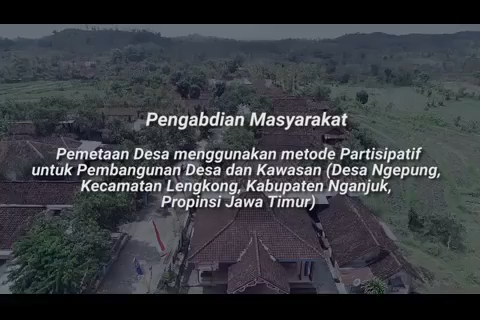 Pengabdian Masyarakat
Pemetaan Desa menggunakan metode Partisipatif
untuk Pembangunan Desa dan Kawasan (Desa Ngepung,
Kecamatan Lengkong, Kabupaten Nganjuk,
Propinsi Jawa Timur)